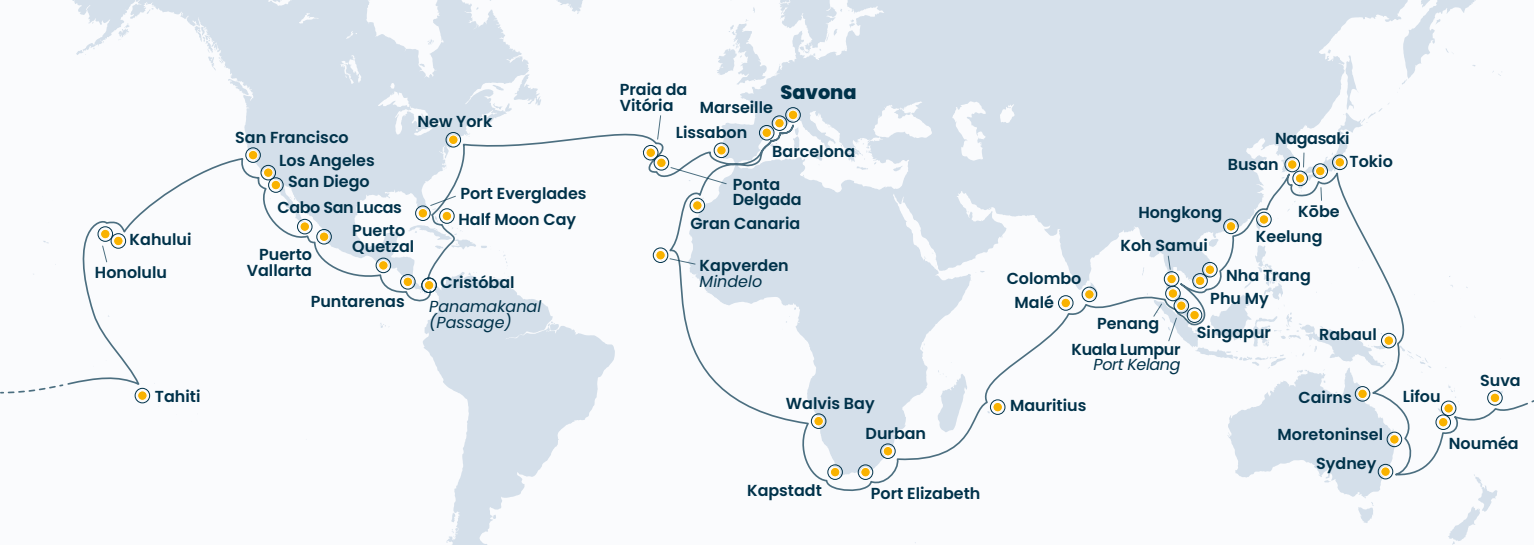 Praia da
Vitória
Savona
Marseille
New York
Lissabon
San Francisco
Barcelona
Los Angeles
San Diego
Port Everglades
Ponta
Delgada
Cabo San Lucas
Half Moon Cay
Gran Canaria
Puerto
Quetzal
Kahului
Honolulu
Puerto
Vallarta
Kapverden
Mindelo
Cristóbal
Puntarenas
Panamakanal
(Passage)
Tahiti
Walvis Bay
Durban
Kapstadt
Port Elizabeth
Mauritius
Colombo
Malé
Nagasaki
Busan
Tokio
Kōbe
Hongkong
Keelung
Koh Samui
Nha Trang
Phu My
Penang
Singapur
Kuala Lumpur
Port Kelang
Rabaul
Cairns
Lifou
Suva
Moretoninsel
Nouméa
Sydney